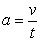 a = v/t